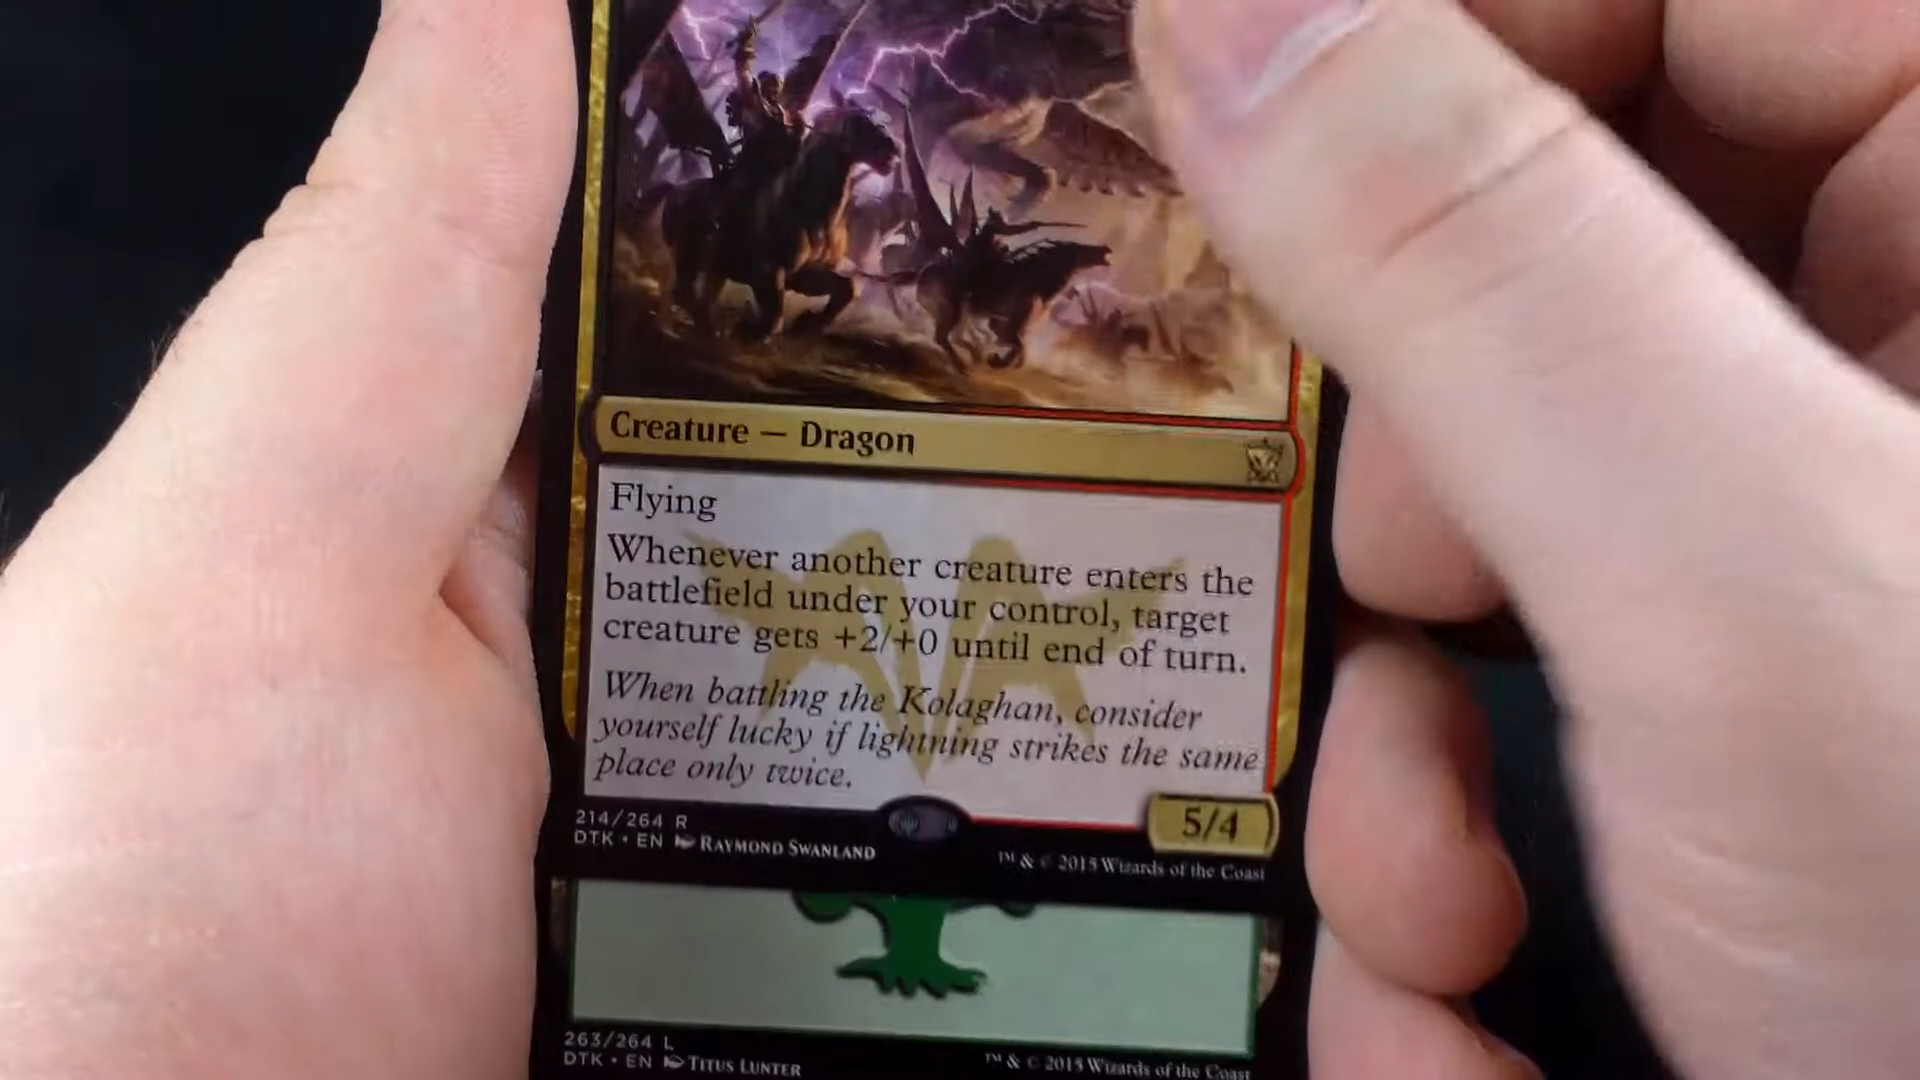 Creature — Dragon
Flying
Whenever another creature enters the
battlefield under your control, target
creature gets +2/+0 until end of turn.
When battling the Kolaghan, consider
yourself lucky if lightning strikes the same
place only twice.
5/4
214/264 R
DTK • EN Raymond Swanland
™ & © 2015 Wizards of the Coast
263/264 L
DTK • EN Titus Lunter
™ & © 2015 Wizards of the Coast